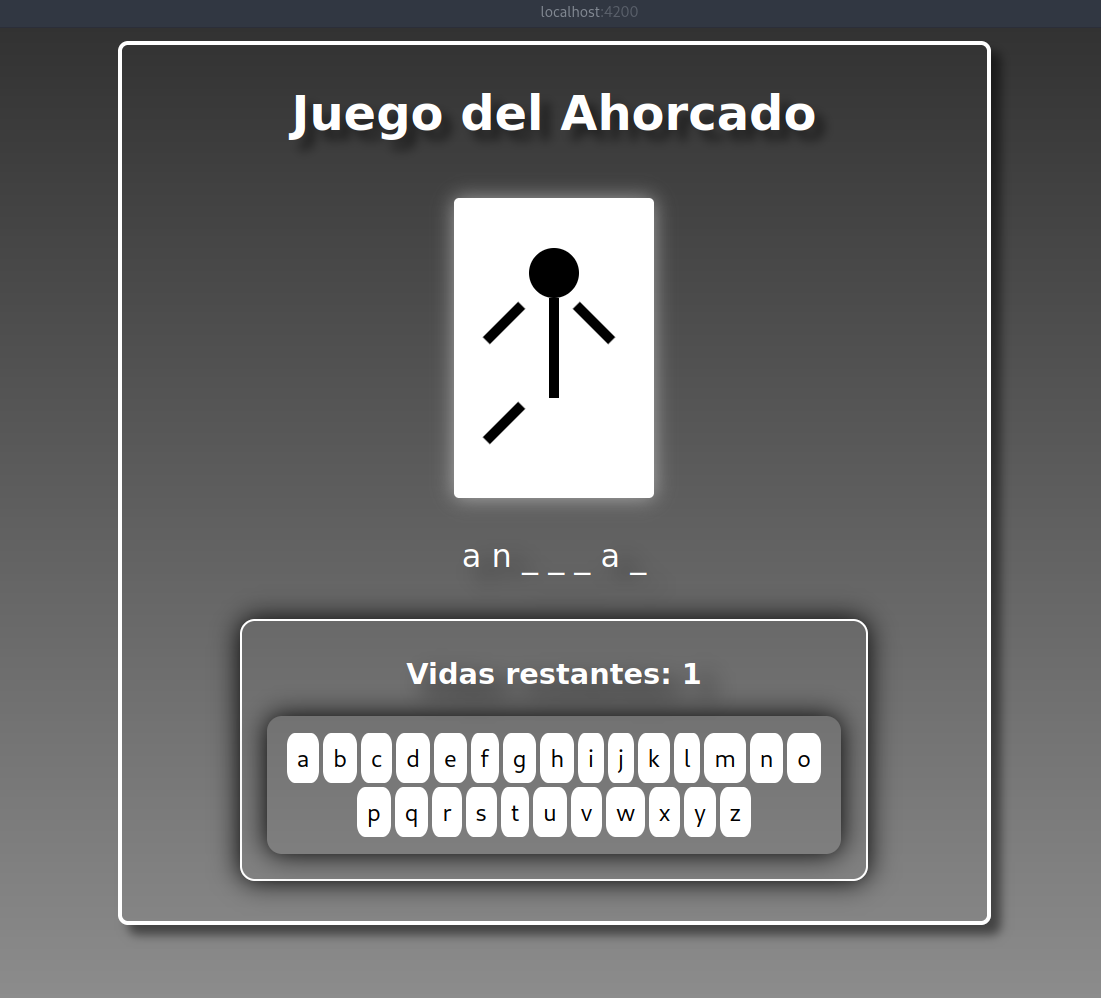 localhost:4200
Juego del Ahorcado
a n _ _ _ a _
Vidas restantes: 1
a b c d e f g h i j k l m n o
p q r s t u v w x y z